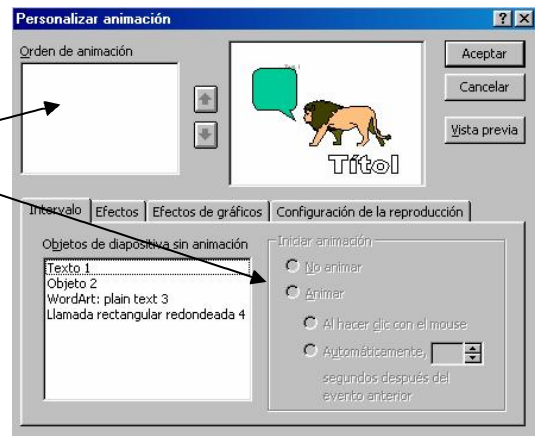 Personalizar animación
Orden de animación
Aceptar
Cancelar
Vista previa
Títol
Intervalo
Efectos
Efectos de gráficos
Configuración de la reproducción
Objetos de diapositiva sin animación
Texto 1
Objeto 2
WordArt: plain text 3
Llamada rectangular redondeada 4
Iniciar animación
No animar
Animar
Al hacer clic con el mouse
Automáticamente,
segundos después del
evento anterior